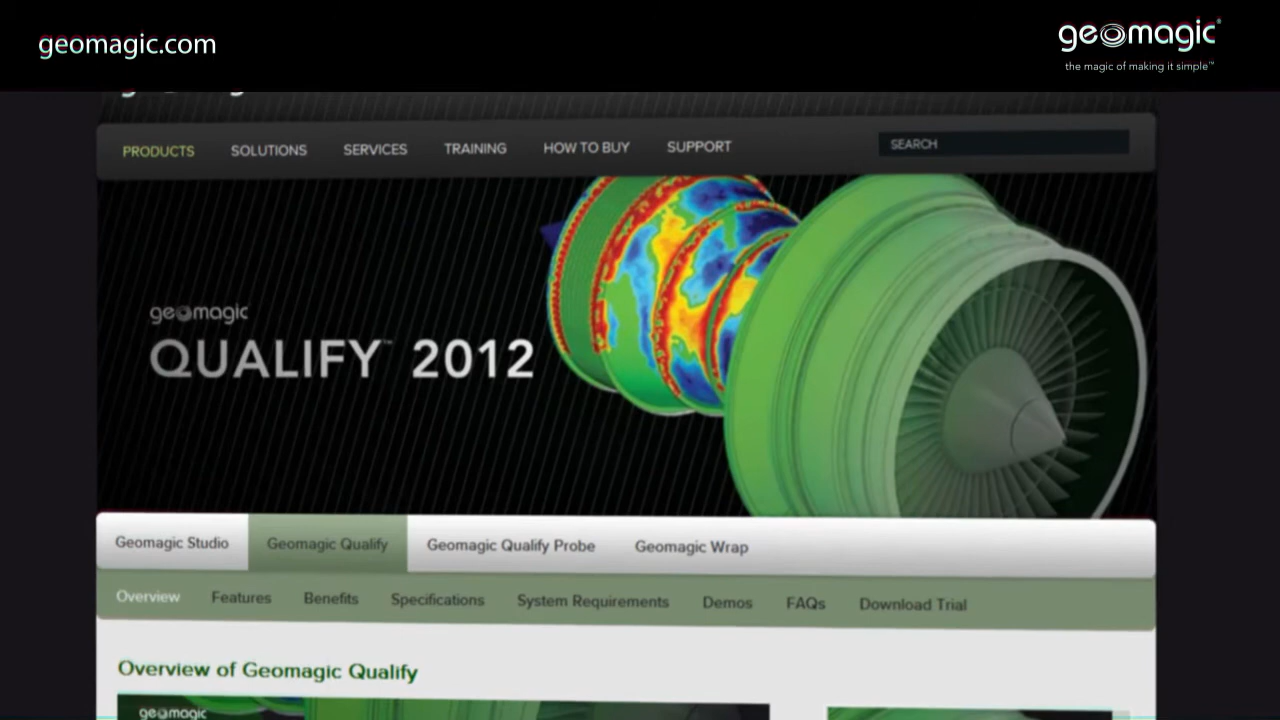 geomagic.com
geomagic®
the magic of making it simple™
PRODUCTS SOLUTIONS SERVICES TRAINING HOW TO BUY SUPPORT SEARCH
geomagic
QUALIFY™ 2012
Geomagic Studio Geomagic Qualify Geomagic Qualify Probe Geomagic Wrap
Overview Features Benefits Specifications System Requirements Demos FAQs Download Trial
Overview of Geomagic Qualify
geomagic